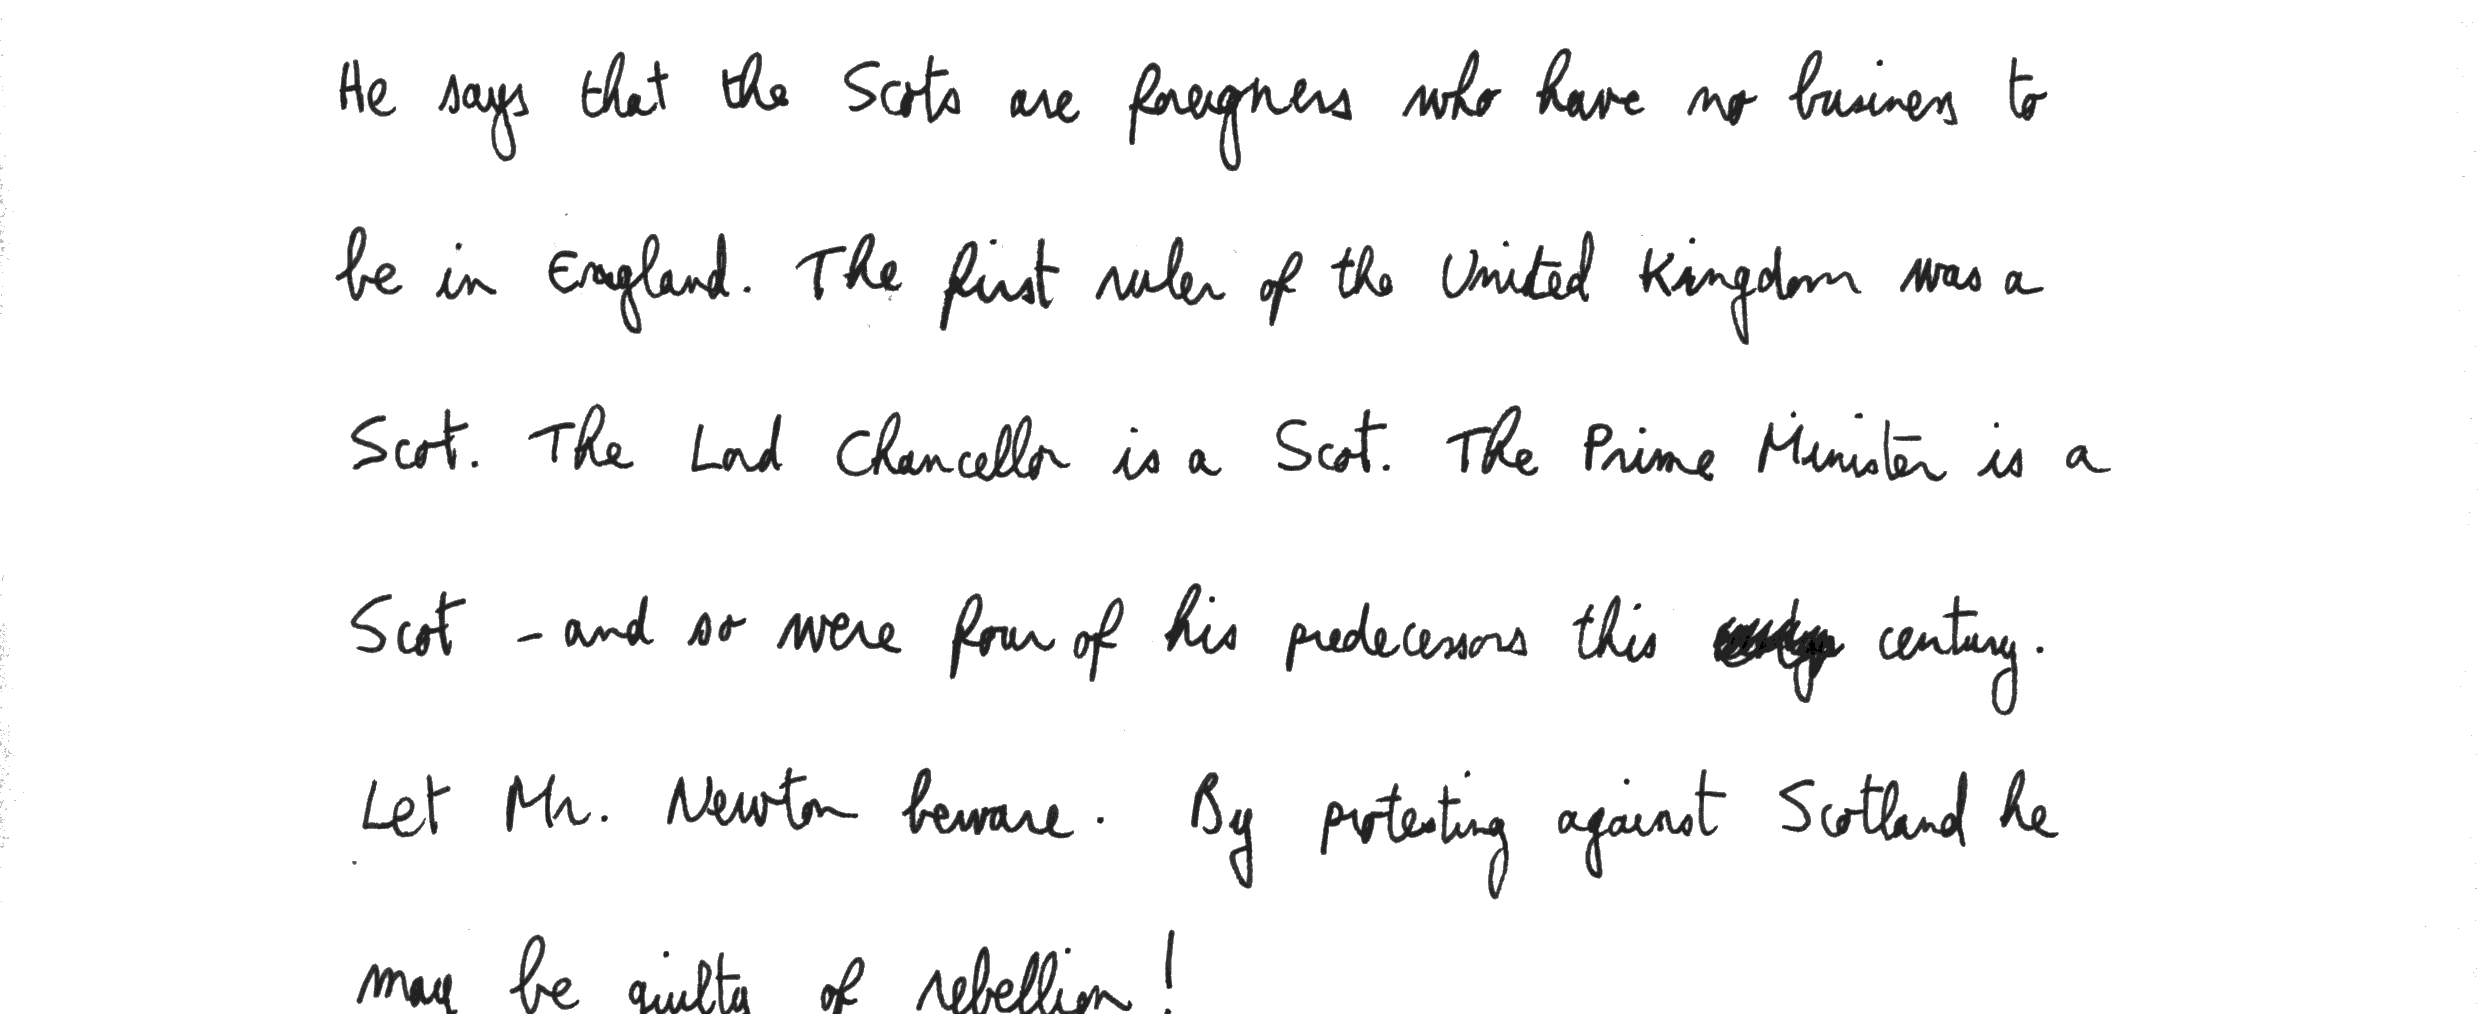 He says that the Scots are foreigners who have no business to
be in England. The first ruler of the United Kingdom was a
Scot. The Lord Chancellor is a Scot. The Prime Minister is a
Scot - and so were four of his predecessors this century.
Let Mr. Newton beware. By protesting against Scotland he
may be guilty of rebellion!